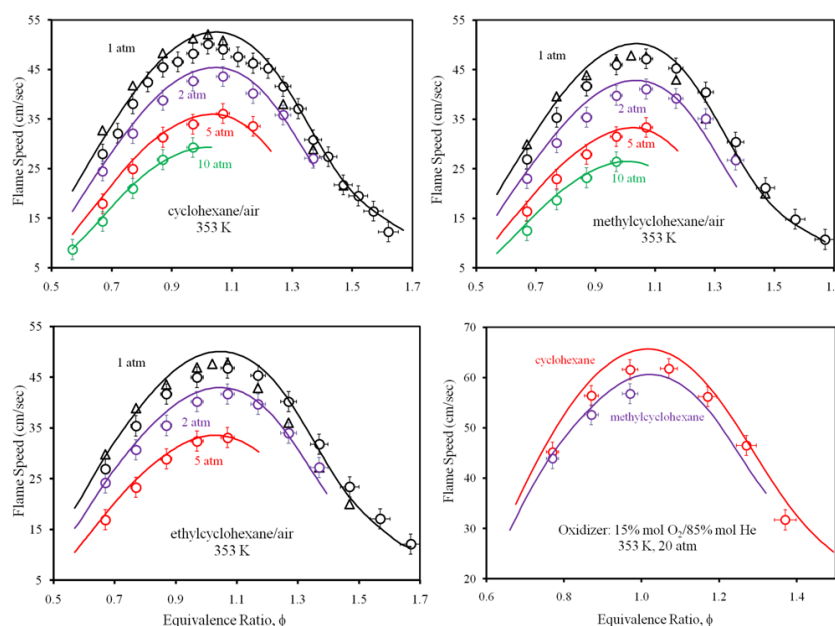 55
45
35
25
15
5
Flame Speed (cm/sec)
1 atm
2 atm
5 atm
10 atm
cyclohexane/air
353 K
0.5 0.7 0.9 1.1 1.3 1.5 1.7
55
45
35
25
15
5
Flame Speed (cm/sec)
1 atm
2 atm
5 atm
10 atm
methylcyclohexane/air
353 K
0.5 0.7 0.9 1.1 1.3 1.5 1.
55
45
35
25
15
5
Flame Speed (cm/sec)
1 atm
2 atm
5 atm
ethylcyclohexane/air
353 K
0.5 0.7 0.9 1.1 1.3 1.5 1.7
Equivalence Ratio, ϕ
70
60
50
40
30
20
Flame Speed (cm/sec)
cyclohexane
methylcyclohexane
Oxidizer: 15% mol O₂/85% mol He
353 K, 20 atm
0.6 0.8 1.0 1.2 1.4
Equivalence Ratio, ϕ